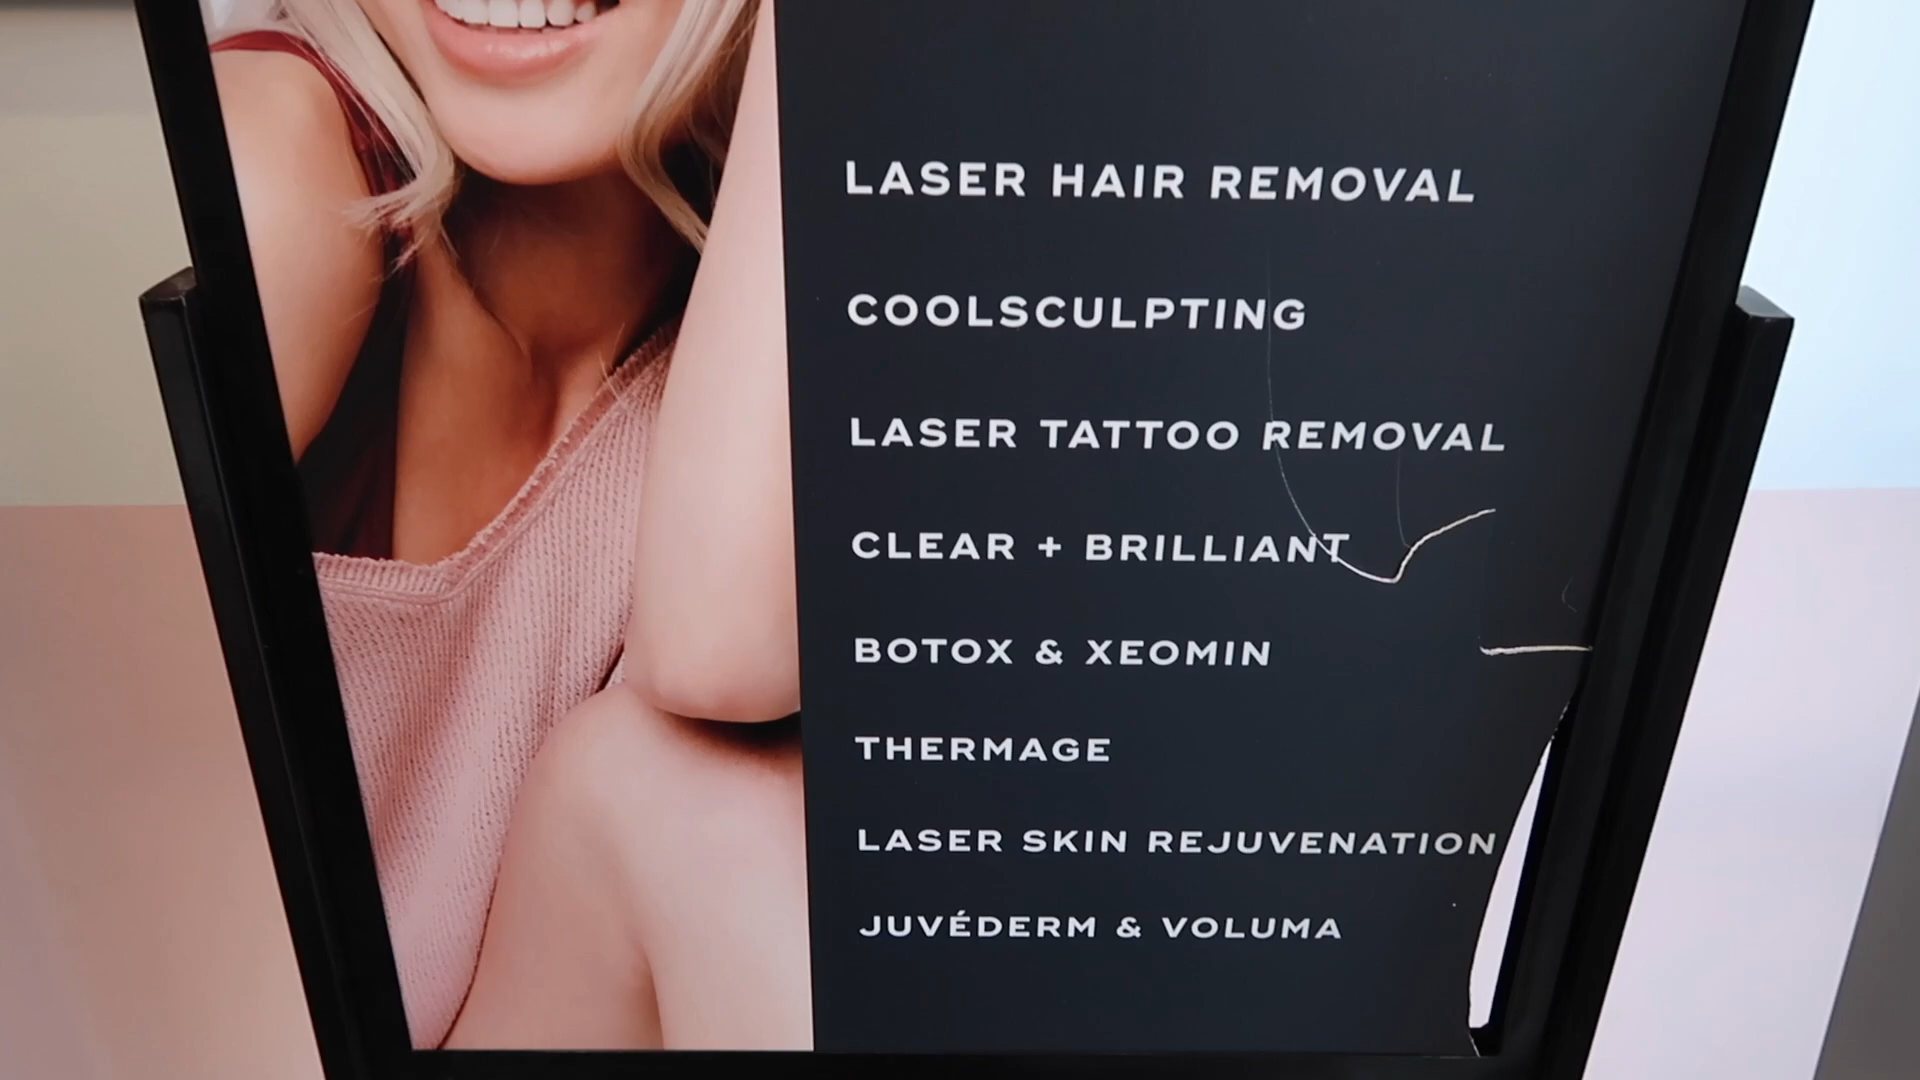 LASER HAIR REMOVAL
COOLSCULPTING
LASER TATTOO REMOVAL
CLEAR + BRILLIANT
BOTOX & XEOMIN
THERMAGE
LASER SKIN REJUVENATION
JUVÉDERM & VOLUMA